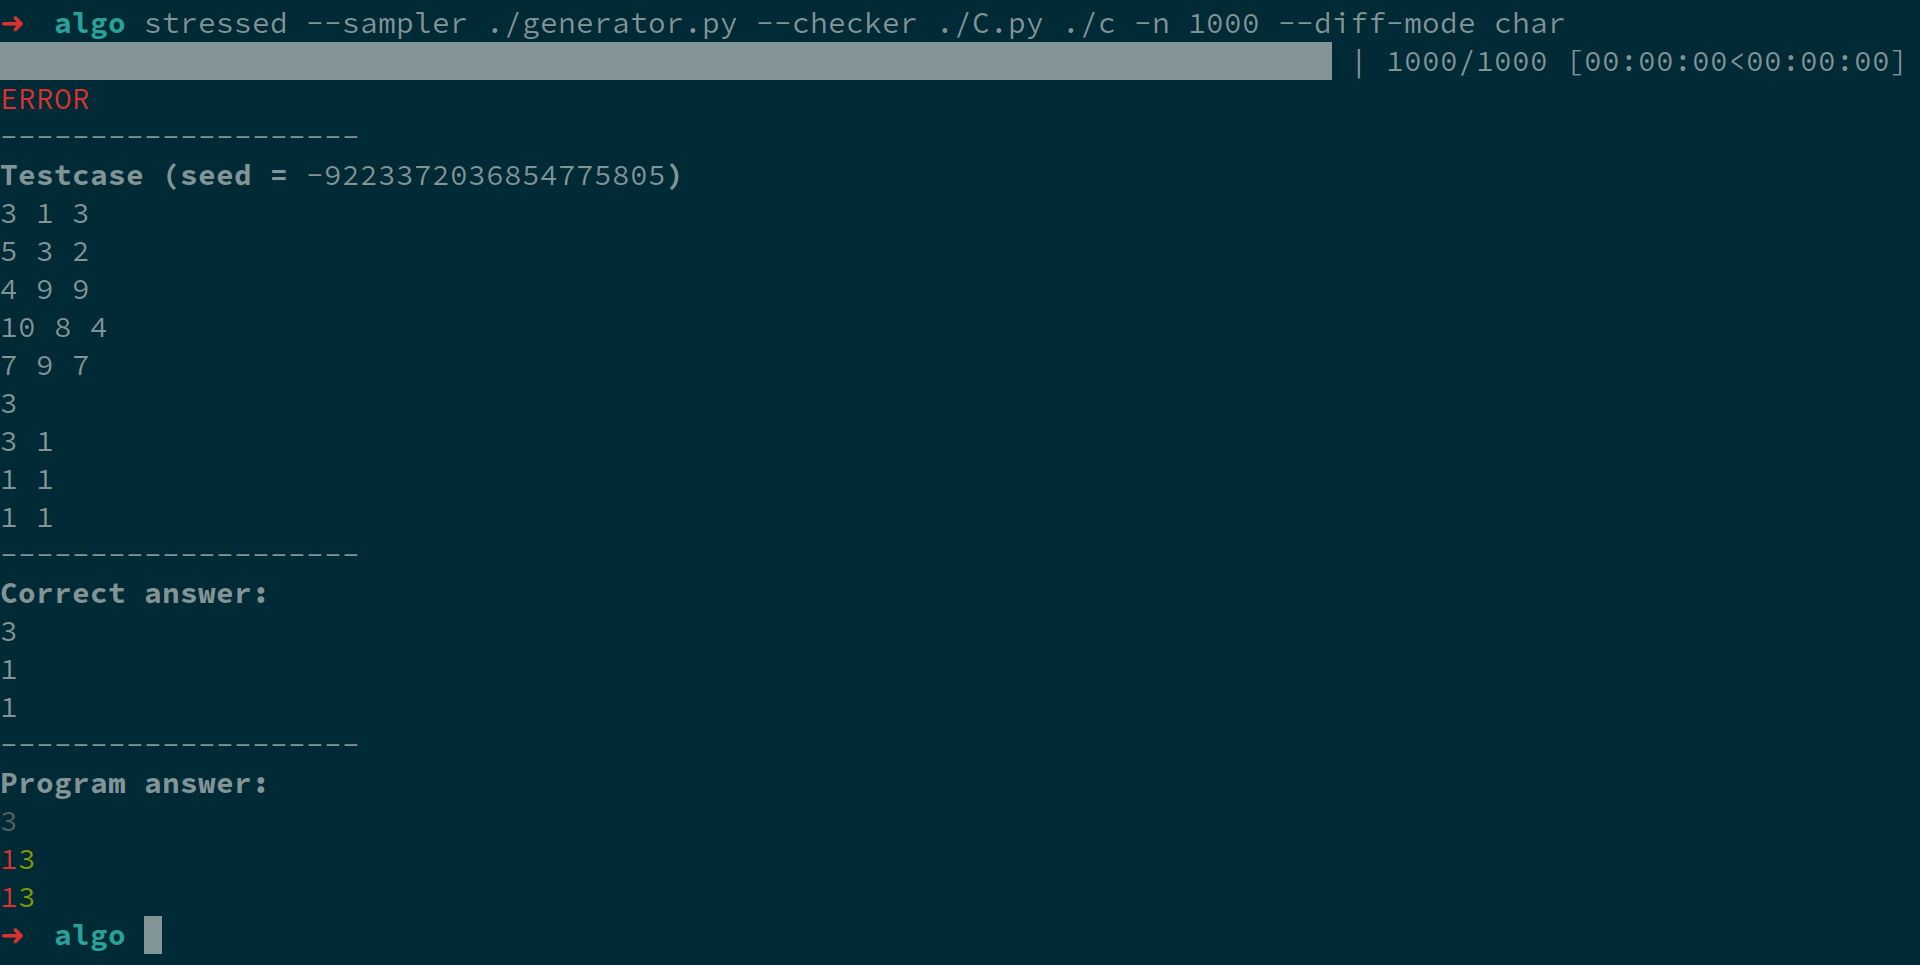 ➜ algo stressed --sampler ./generator.py --checker ./C.py ./c -n 1000 --diff-mode char
| 1000/1000 [00:00:00<00:00:00]
ERROR
--------------------
Testcase (seed = -9223372036854775805)
3 1 3
5 3 2
4 9 9
10 8 4
7 9 7
3
3 1
1 1
1 1
--------------------
Correct answer:
3
1
1
--------------------
Program answer:
3
13
13
➜ algo